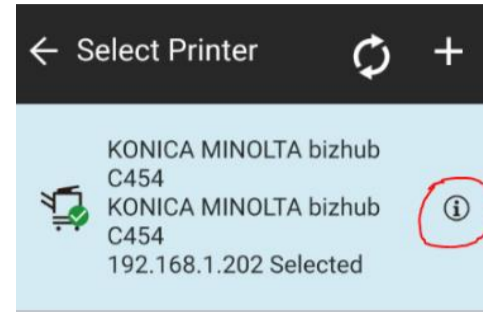 Select Printer
KONICA MINOLTA bizhub
C454
KONICA MINOLTA bizhub
C454
192.168.1.202 Selected